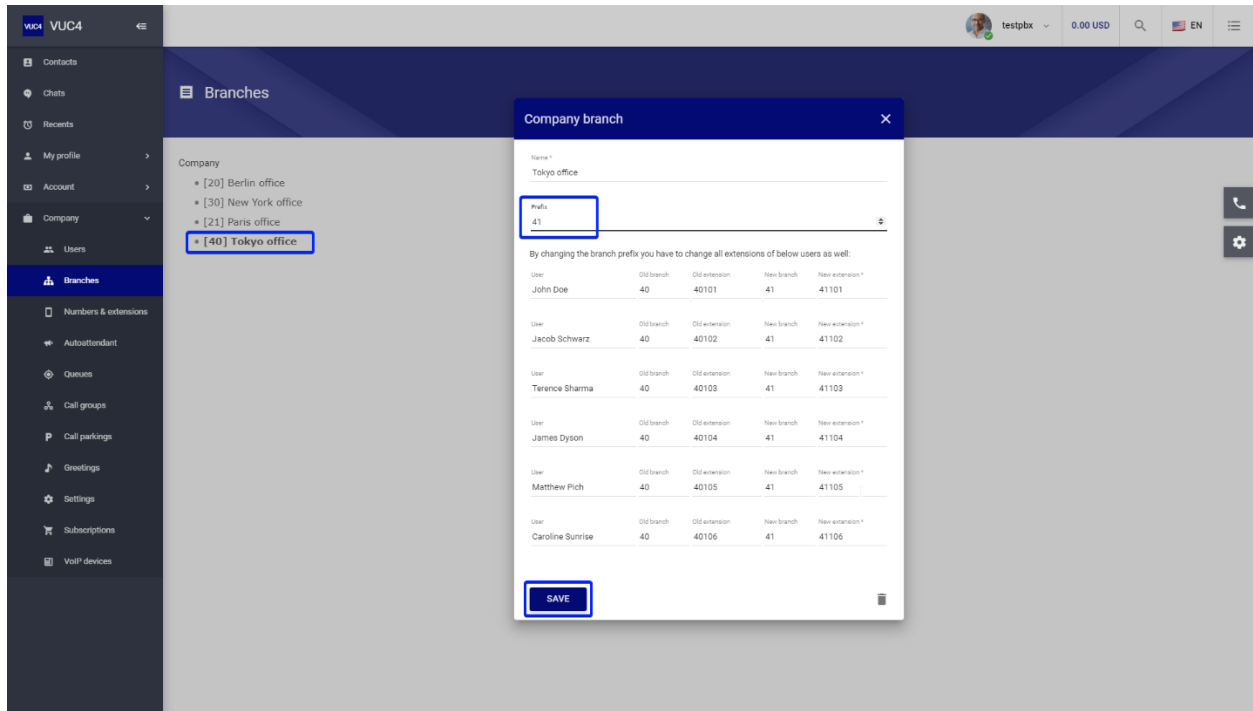 VUC4 VUC4
testpbx 0.00 USD EN
Contacts
Chats
Recents
My profile
Account
Company
Users
Branches
Numbers & extensions
Autoattendant
Queues
Call groups
P Call parkings
Greetings
Settings
Subscriptions
VoIP devices
Branches
Company
[20] Berlin office
[30] New York office
[21] Paris office
[40] Tokyo office
Company branch
Name *
Tokyo office
Prefix
41
By changing the branch prefix you have to change all extensions of below users as well:
User Old branch Old extension New branch New extension *
John Doe 40 40101 41 41101
User Old branch Old extension New branch New extension *
Jacob Schwarz 40 40102 41 41102
User Old branch Old extension New branch New extension *
Terence Sharma 40 40103 41 41103
User Old branch Old extension New branch New extension *
James Dyson 40 40104 41 41104
User Old branch Old extension New branch New extension *
Matthew Pich 40 40105 41 41105
User Old branch Old extension New branch New extension *
Caroline Sunrise 40 40106 41 41106
SAVE